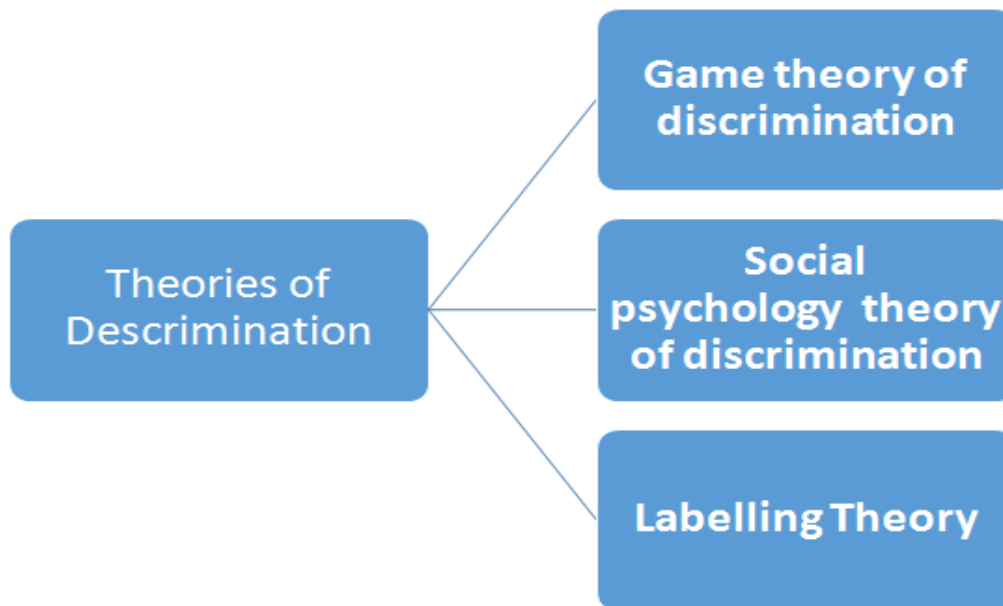 Theories of
Descrimination
Game theory of
discrimination
Social
psychology theory
of discrimination
Labelling Theory